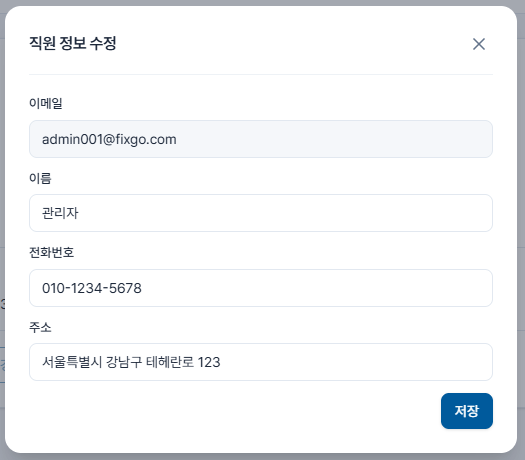 직원 정보 수정
이메일
admin001@fixgo.com
이름
관리자
전화번호
010-1234-5678
주소
서울특별시 강남구 테헤란로 123
저장